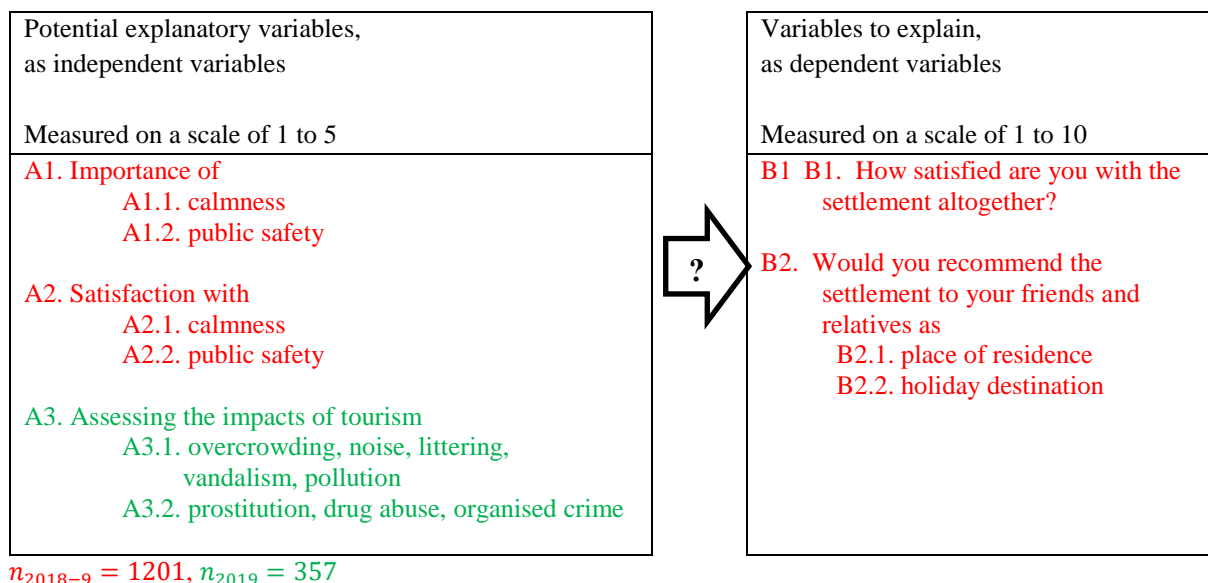 Potential explanatory variables,
as independent variables
Measured on a scale of 1 to 5
A1. Importance of
A1.1. calmness
A1.2. public safety
A2. Satisfaction with
A2.1. calmness
A2.2. public safety
A3. Assessing the impacts of tourism
A3.1. overcrowding, noise, littering,
vandalism, pollution
A3.2. prostitution, drug abuse, organised crime
?
Variables to explain,
as dependent variables
Measured on a scale of 1 to 10
B1 B1. How satisfied are you with the
settlement altogether?
B2. Would you recommend the
settlement to your friends and
relatives as
B2.1. place of residence
B2.2. holiday destination
n₂₀₁₈₋₉ = 1201, n₂₀₁₉ = 357